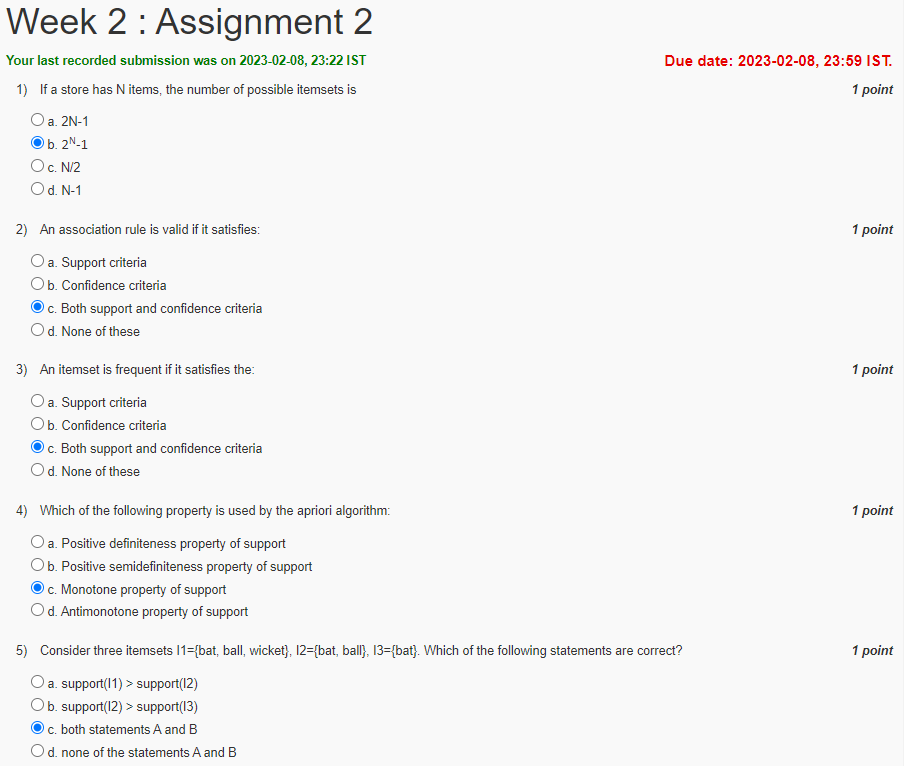 Week 2 : Assignment 2
Your last recorded submission was on 2023-02-08, 23:22 IST
Due date: 2023-02-08, 23:59 IST.
1) If a store has N items, the number of possible itemsets is
1 point
a. 2N-1
b. 2ᴺ-1
c. N/2
d. N-1
2) An association rule is valid if it satisfies:
1 point
a. Support criteria
b. Confidence criteria
c. Both support and confidence criteria
d. None of these
3) An itemset is frequent if it satisfies the:
1 point
a. Support criteria
b. Confidence criteria
c. Both support and confidence criteria
d. None of these
4) Which of the following property is used by the apriori algorithm:
1 point
a. Positive definiteness property of support
b. Positive semidefiniteness property of support
c. Monotone property of support
d. Antimonotone property of support
5) Consider three itemsets I1={bat, ball, wicket}, I2={bat, ball}, I3={bat}. Which of the following statements are correct?
1 point
a. support(I1) > support(I2)
b. support(I2) > support(I3)
c. both statements A and B
d. none of the statements A and B